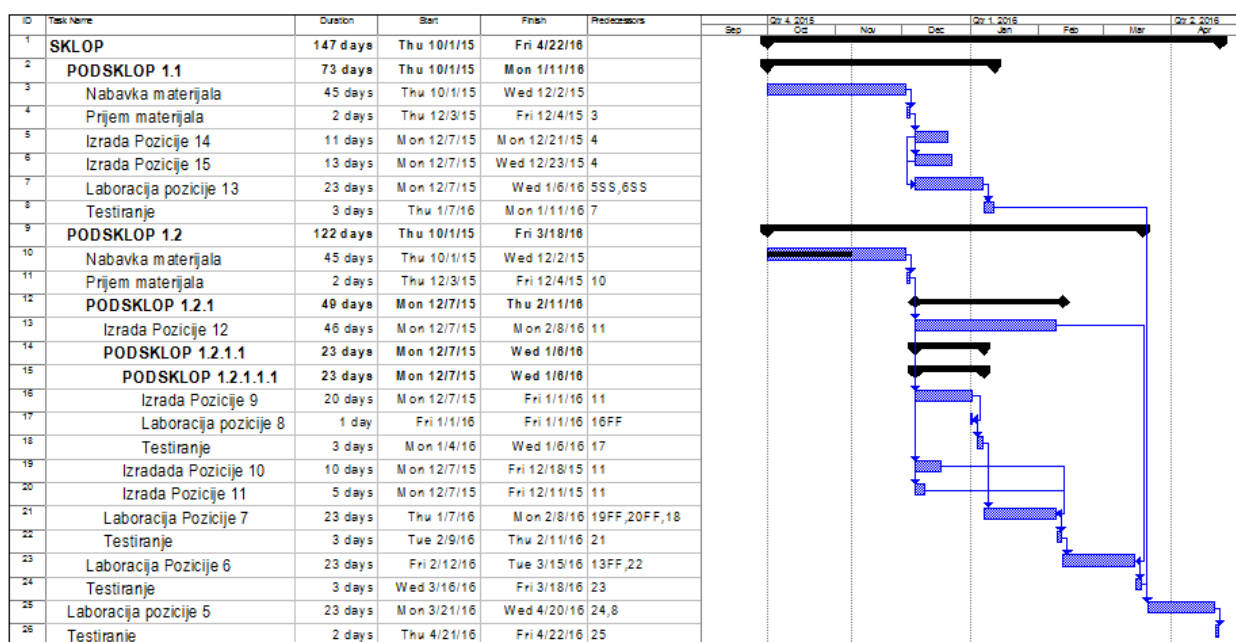 ID Task Name Duration Start Finish Predecessors Qtr 4, 2015 Qtr 1, 2016 Qtr 2, 2016
Sep Oct Nov Dec Jan Feb Mar Apr
1 SKLOP 147 days Thu 10/1/15 Fri 4/22/16
2 PODSKLOP 1.1 73 days Thu 10/1/15 Mon 1/11/16
3 Nabavka materijala 45 days Thu 10/1/15 Wed 12/2/15
4 Prijem materijala 2 days Thu 12/3/15 Fri 12/4/15 3
5 Izrada Pozicije 14 11 days Mon 12/7/15 Mon 12/21/15 4
6 Izrada Pozicije 15 13 days Mon 12/7/15 Wed 12/23/15 4
7 Laboracija pozicije 13 23 days Mon 12/7/15 Wed 1/6/16 5SS,6SS
8 Testiranje 3 days Thu 1/7/16 Mon 1/11/16 7
9 PODSKLOP 1.2 122 days Thu 10/1/15 Fri 3/18/16
10 Nabavka materijala 45 days Thu 10/1/15 Wed 12/2/15
11 Prijem materijala 2 days Thu 12/3/15 Fri 12/4/15 10
12 PODSKLOP 1.2.1 49 days Mon 12/7/15 Thu 2/11/16
13 Izrada Pozicije 12 46 days Mon 12/7/15 Mon 2/8/16 11
14 PODSKLOP 1.2.1.1 23 days Mon 12/7/15 Wed 1/6/16
15 PODSKLOP 1.2.1.1.1 23 days Mon 12/7/15 Wed 1/6/16
16 Izrada Pozicije 9 20 days Mon 12/7/15 Fri 1/1/16 11
17 Laboracija pozicije 8 1 day Fri 1/1/16 Fri 1/1/16 16FF
18 Testiranje 3 days Mon 1/4/16 Wed 1/6/16 17
19 Izradada Pozicije 10 10 days Mon 12/7/15 Fri 12/18/15 11
20 Izrada Pozicije 11 5 days Mon 12/7/15 Fri 12/11/15 11
21 Laboracija Pozicije 7 23 days Thu 1/7/16 Mon 2/8/16 19FF,20FF,18
22 Testiranje 3 days Tue 2/9/16 Thu 2/11/16 21
23 Laboracija Pozicije 6 23 days Fri 2/12/16 Tue 3/15/16 13FF,22
24 Testiranje 3 days Wed 3/16/16 Fri 3/18/16 23
25 Laboracija pozicije 5 23 days Mon 3/21/16 Wed 4/20/16 24,8
26 Testiranje 2 days Thu 4/21/16 Fri 4/22/16 25